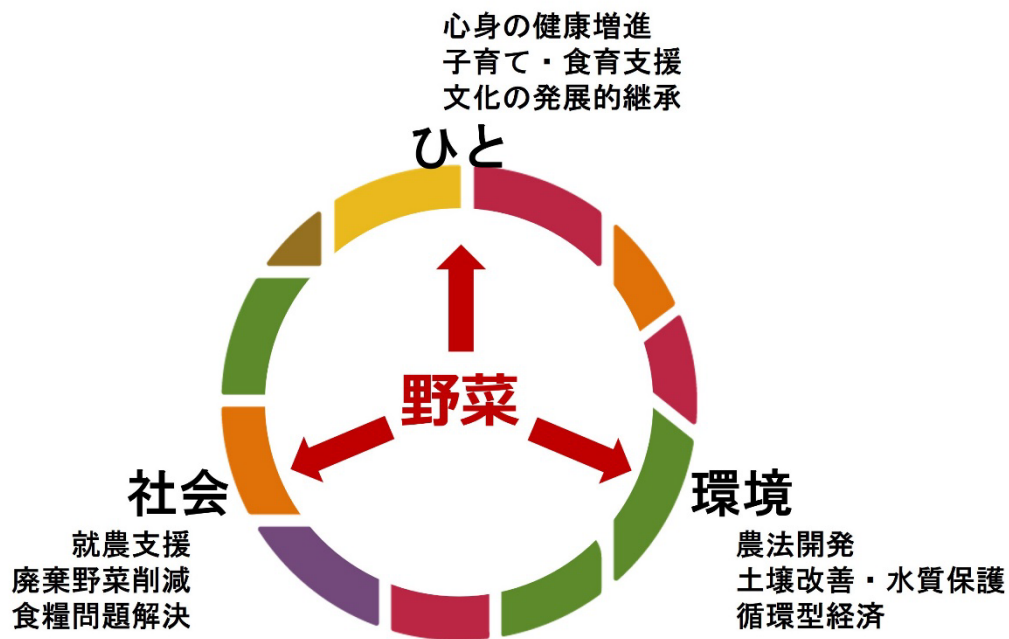 心身の健康増進
子育て・食育支援
文化の発展的継承
ひと
野菜
社会
就農支援
廃棄野菜削減
食糧問題解決
環境
農法開発
土壌改善・水質保護
循環型経済